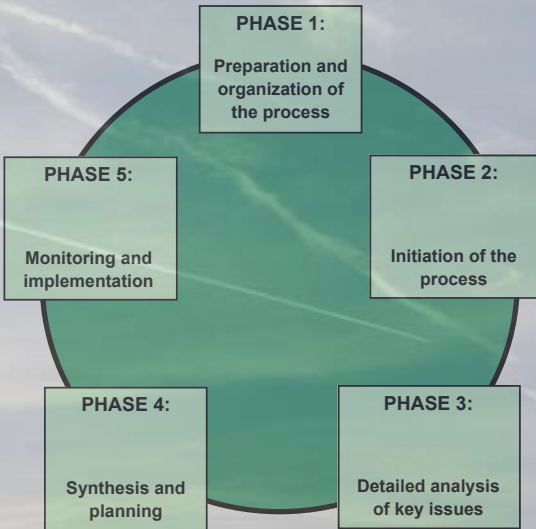 PHASE 1:
Preparation and
organization of
the process
PHASE 2:
Initiation of the
process
PHASE 3:
Detailed analysis
of key issues
PHASE 4:
Synthesis and
planning
PHASE 5:
Monitoring and
implementation